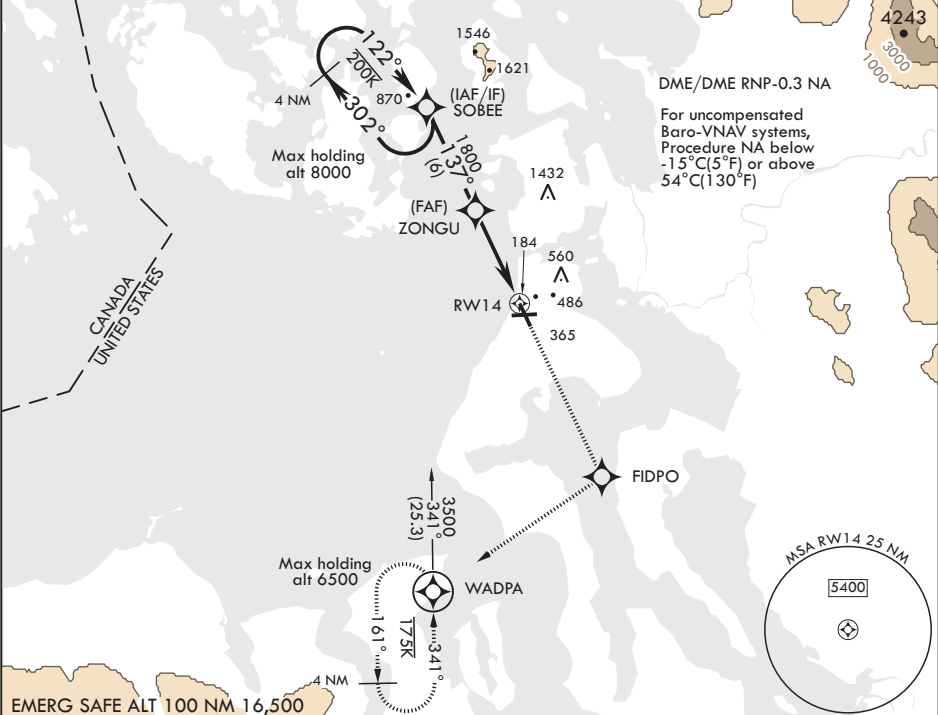 4243
3000
1000
1546
1621
122°
200K
302°
4 NM
870
(IAF/IF)
SOBEE
DME/DME RNP-0.3 NA
For uncompensated
Baro-VNAV systems,
Procedure NA below
-15°C(5°F) or above
54°C(130°F)
Max holding
alt 8000
1800
137°
(6)
1432
(FAF)
ZONGU
184
560
486
RW14
365
CANADA
UNITED STATES
FIDPO
3500
341°
(25.3)
Max holding
alt 6500
WADPA
161°
175K
341°
4 NM
MSA RW14 25 NM
5400
EMERG SAFE ALT 100 NM 16,500